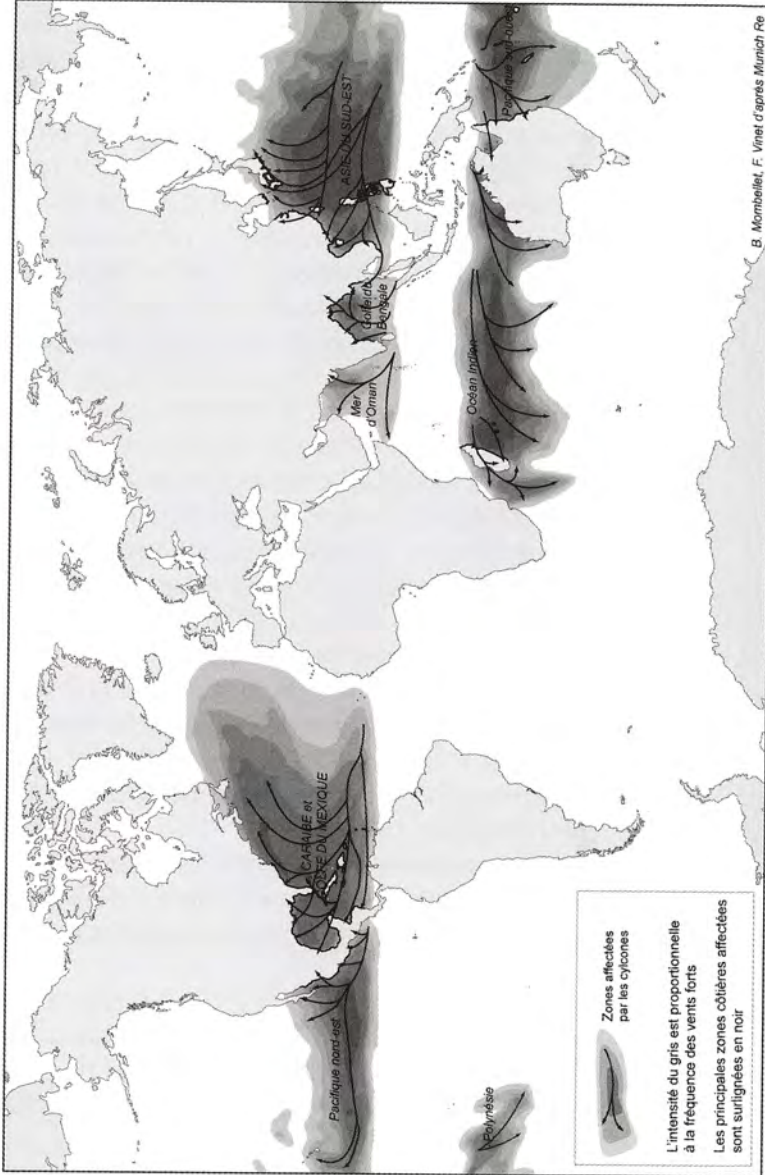 CARAIBE et
GOLFE DU MEXIQUE
Pacifique nord-est
Polynésie
ASIE DU SUD-EST
Golfe du
Bengale
Mer
d'Oman
Océan Indien
Pacifique sud-ouest
Zones affectées
par les cylcones
L'intensité du gris est proportionnelle
à la fréquence des vents forts
Les principales zones côtières affectées
sont surlignées en noir
B. Mombellet, F. Vinet d'après Munich Re